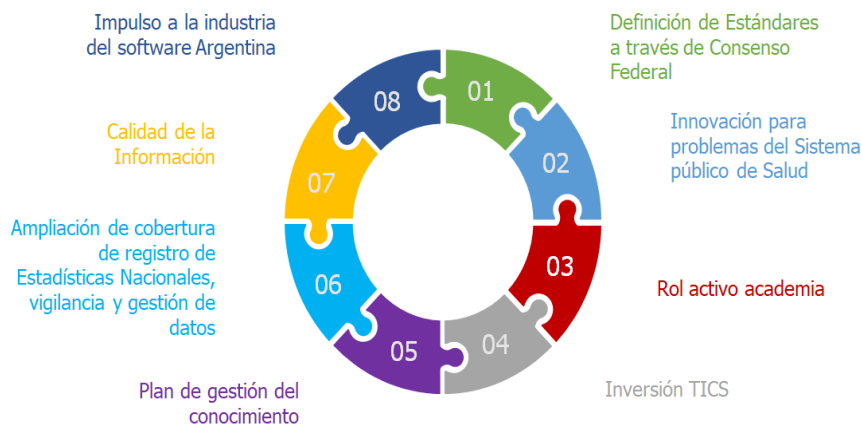 Impulso a la industria
del software Argentina
Definición de Estándares
a través de Consenso
Federal
08
01
Calidad de la
Información
Innovación para
problemas del Sistema
público de Salud
07
02
Ampliación de cobertura
de registro de
Estadísticas Nacionales,
vigilancia y gestión de
datos
06
03
Rol activo academia
05
04
Plan de gestión del
conocimiento
Inversión TICS